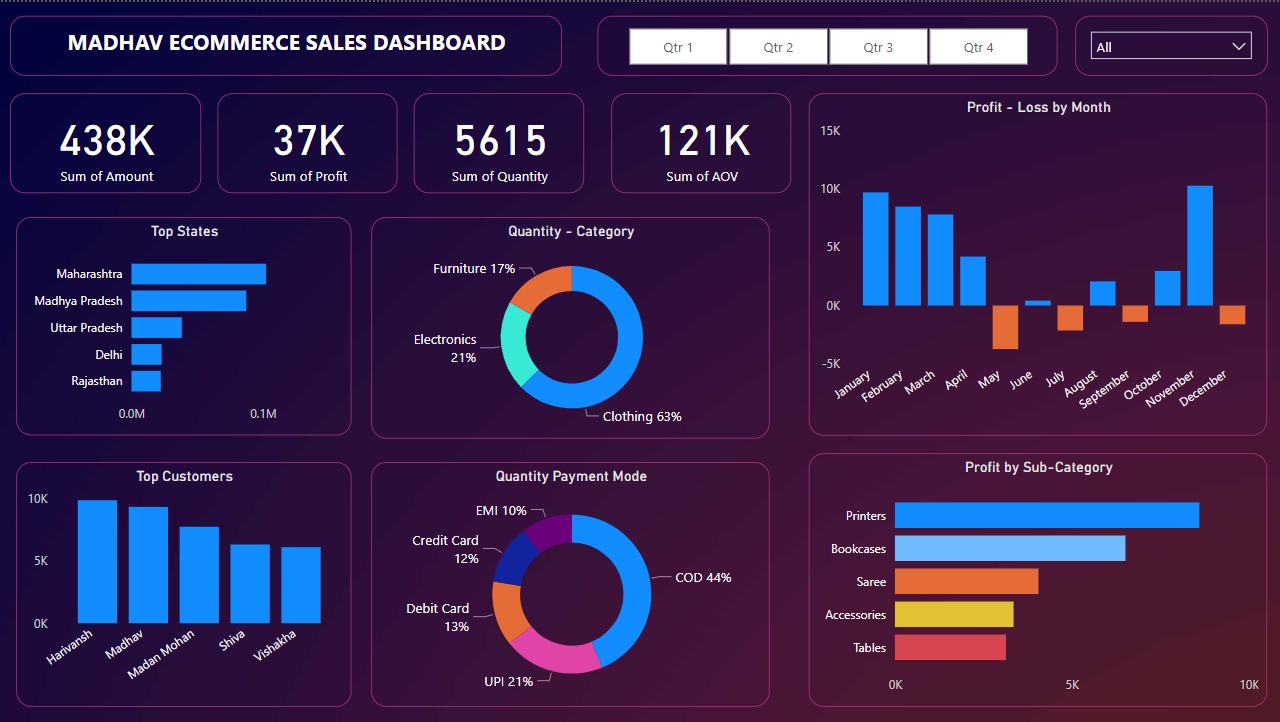 MADHAV ECOMMERCE SALES DASHBOARD
Qtr 1
Qtr 2
Qtr 3
Qtr 4
All
438K
Sum of Amount
37K
Sum of Profit
5615
Sum of Quantity
121K
Sum of AOV
Profit - Loss by Month
15K
10K
5K
0K
-5K
January
February
March
April
May
June
July
August
September
October
November
December
Top States
Maharashtra
Madhya Pradesh
Uttar Pradesh
Delhi
Rajasthan
0.0M
0.1M
Quantity - Category
Furniture 17%
Electronics
21%
Clothing 63%
Top Customers
10K
5K
0K
Harivansh
Madhav
Madan Mohan
Shiva
Vishakha
Quantity Payment Mode
EMI 10%
Credit Card
12%
Debit Card
13%
UPI 21%
COD 44%
Profit by Sub-Category
Printers
Bookcases
Saree
Accessories
Tables
0K
5K
10K